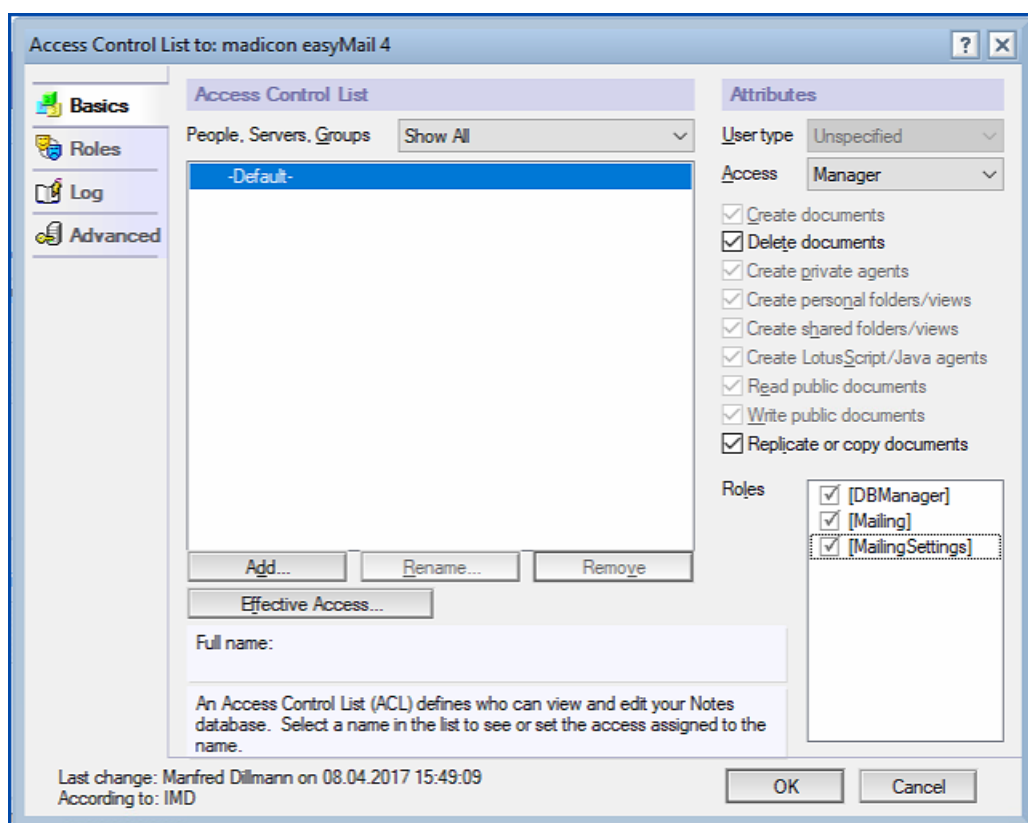 Access Control List to: madicon easyMail 4
?
Basics
Roles
Log
Advanced
Access Control List
People, Servers, Groups
Show All
-Default-
Add...
Rename...
Remove
Effective Access...
Full name:
An Access Control List (ACL) defines who can view and edit your Notes
database. Select a name in the list to see or set the access assigned to the
name.
Attributes
User type
Unspecified
Access
Manager
Create documents
Delete documents
Create private agents
Create personal folders/views
Create shared folders/views
Create LotusScript/Java agents
Read public documents
Write public documents
Replicate or copy documents
Roles
[DBManager]
[Mailing]
[MailingSettings]
Last change: Manfred Dillmann on 08.04.2017 15:49:09
According to: IMD
OK
Cancel